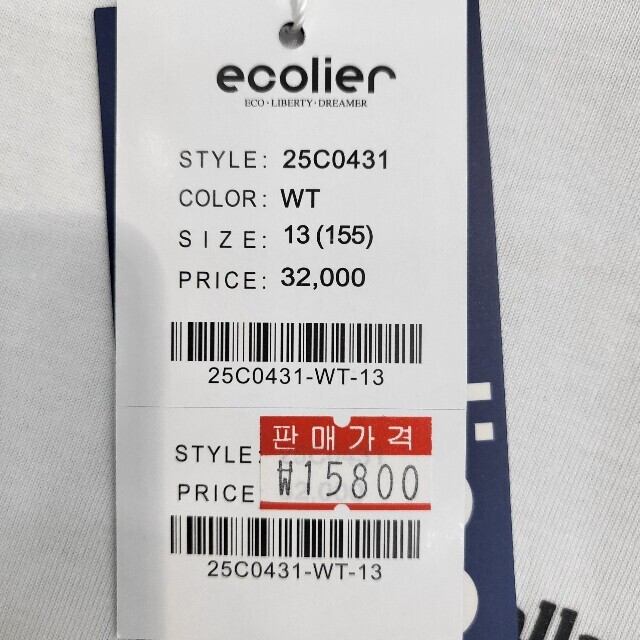 ecolier
ECO·LIBERTY·DREAMER
STYLE: 25C0431
COLOR: WT
SIZE: 13 (155)
PRICE: 32,000
25C0431-WT-13
판매가격
STYLE:
PRICE
₩15800
25C0431-WT-13